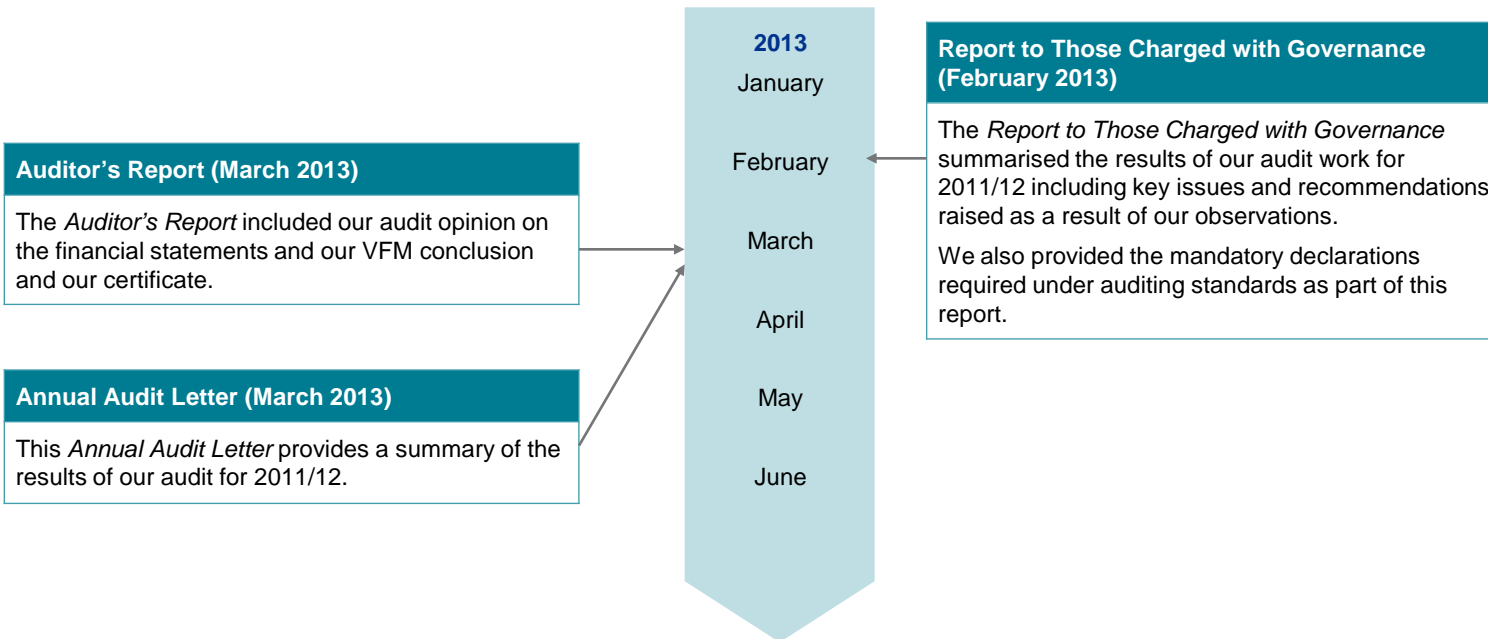 Auditor’s Report (March 2013)
The Auditor’s Report included our audit opinion on
the financial statements and our VFM conclusion
and our certificate.
Annual Audit Letter (March 2013)
This Annual Audit Letter provides a summary of the
results of our audit for 2011/12.
2013
January
February
March
April
May
June
Report to Those Charged with Governance
(February 2013)
The Report to Those Charged with Governance
summarised the results of our audit work for
2011/12 including key issues and recommendations
raised as a result of our observations.
We also provided the mandatory declarations
required under auditing standards as part of this
report.